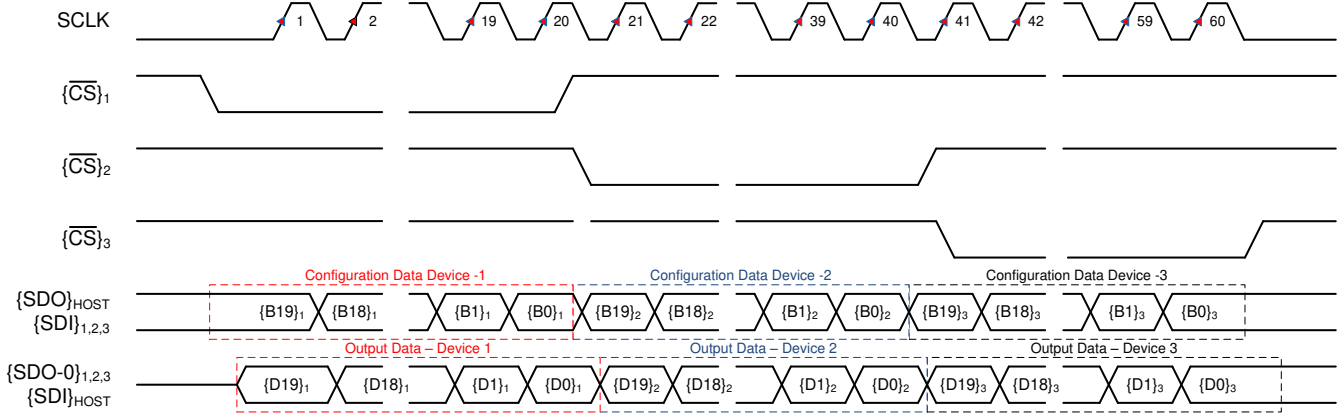 SCLK 1 2 19 20 21 22 39 40 41 42 59 60
{C̅S̅}₁
{C̅S̅}₂
{C̅S̅}₃
Configuration Data Device -1 Configuration Data Device -2 Configuration Data Device -3
{SDO}HOST {B19}₁ {B18}₁ {B1}₁ {B0}₁ {B19}₂ {B18}₂ {B1}₂ {B0}₂ {B19}₃ {B18}₃ {B1}₃ {B0}₃
{SDI}₁,₂,₃
Output Data – Device 1 Output Data – Device 2 Output Data – Device 3
{SDO-0}₁,₂,₃ {D19}₁ {D18}₁ {D1}₁ {D0}₁ {D19}₂ {D18}₂ {D1}₂ {D0}₂ {D19}₃ {D18}₃ {D1}₃ {D0}₃
{SDI}HOST